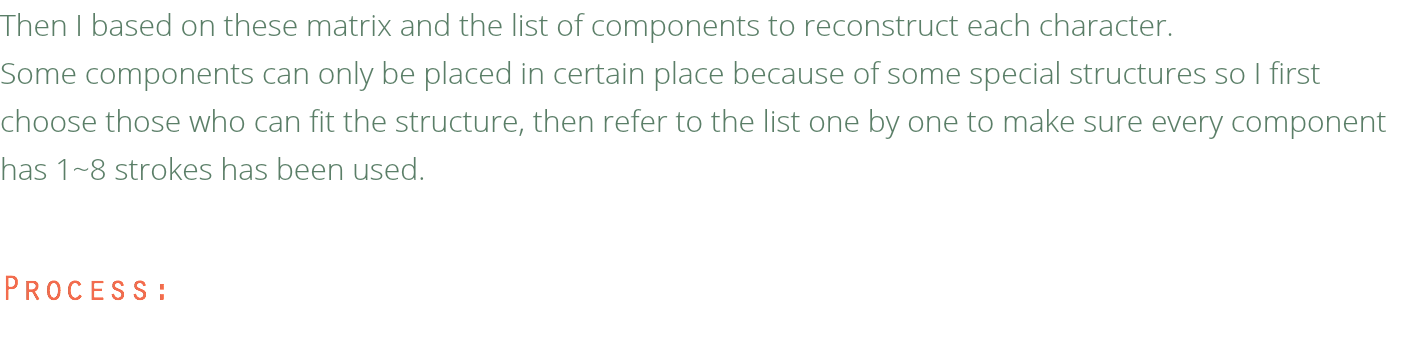 Then I based on these matrix and the list of components to reconstruct each character.
Some components can only be placed in certain place because of some special structures so I first
choose those who can fit the structure, then refer to the list one by one to make sure every component
has 1~8 strokes has been used.
Process: